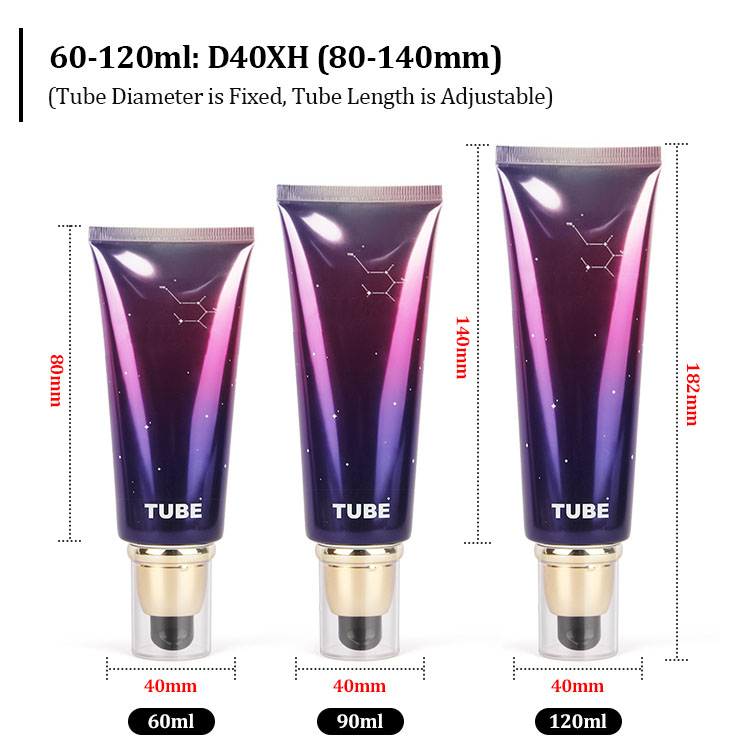 60-120ml: D40XH (80-140mm)
(Tube Diameter is Fixed, Tube Length is Adjustable)
80mm
140mm
182mm
TUBE
TUBE
TUBE
40mm
40mm
40mm
60ml
90ml
120ml